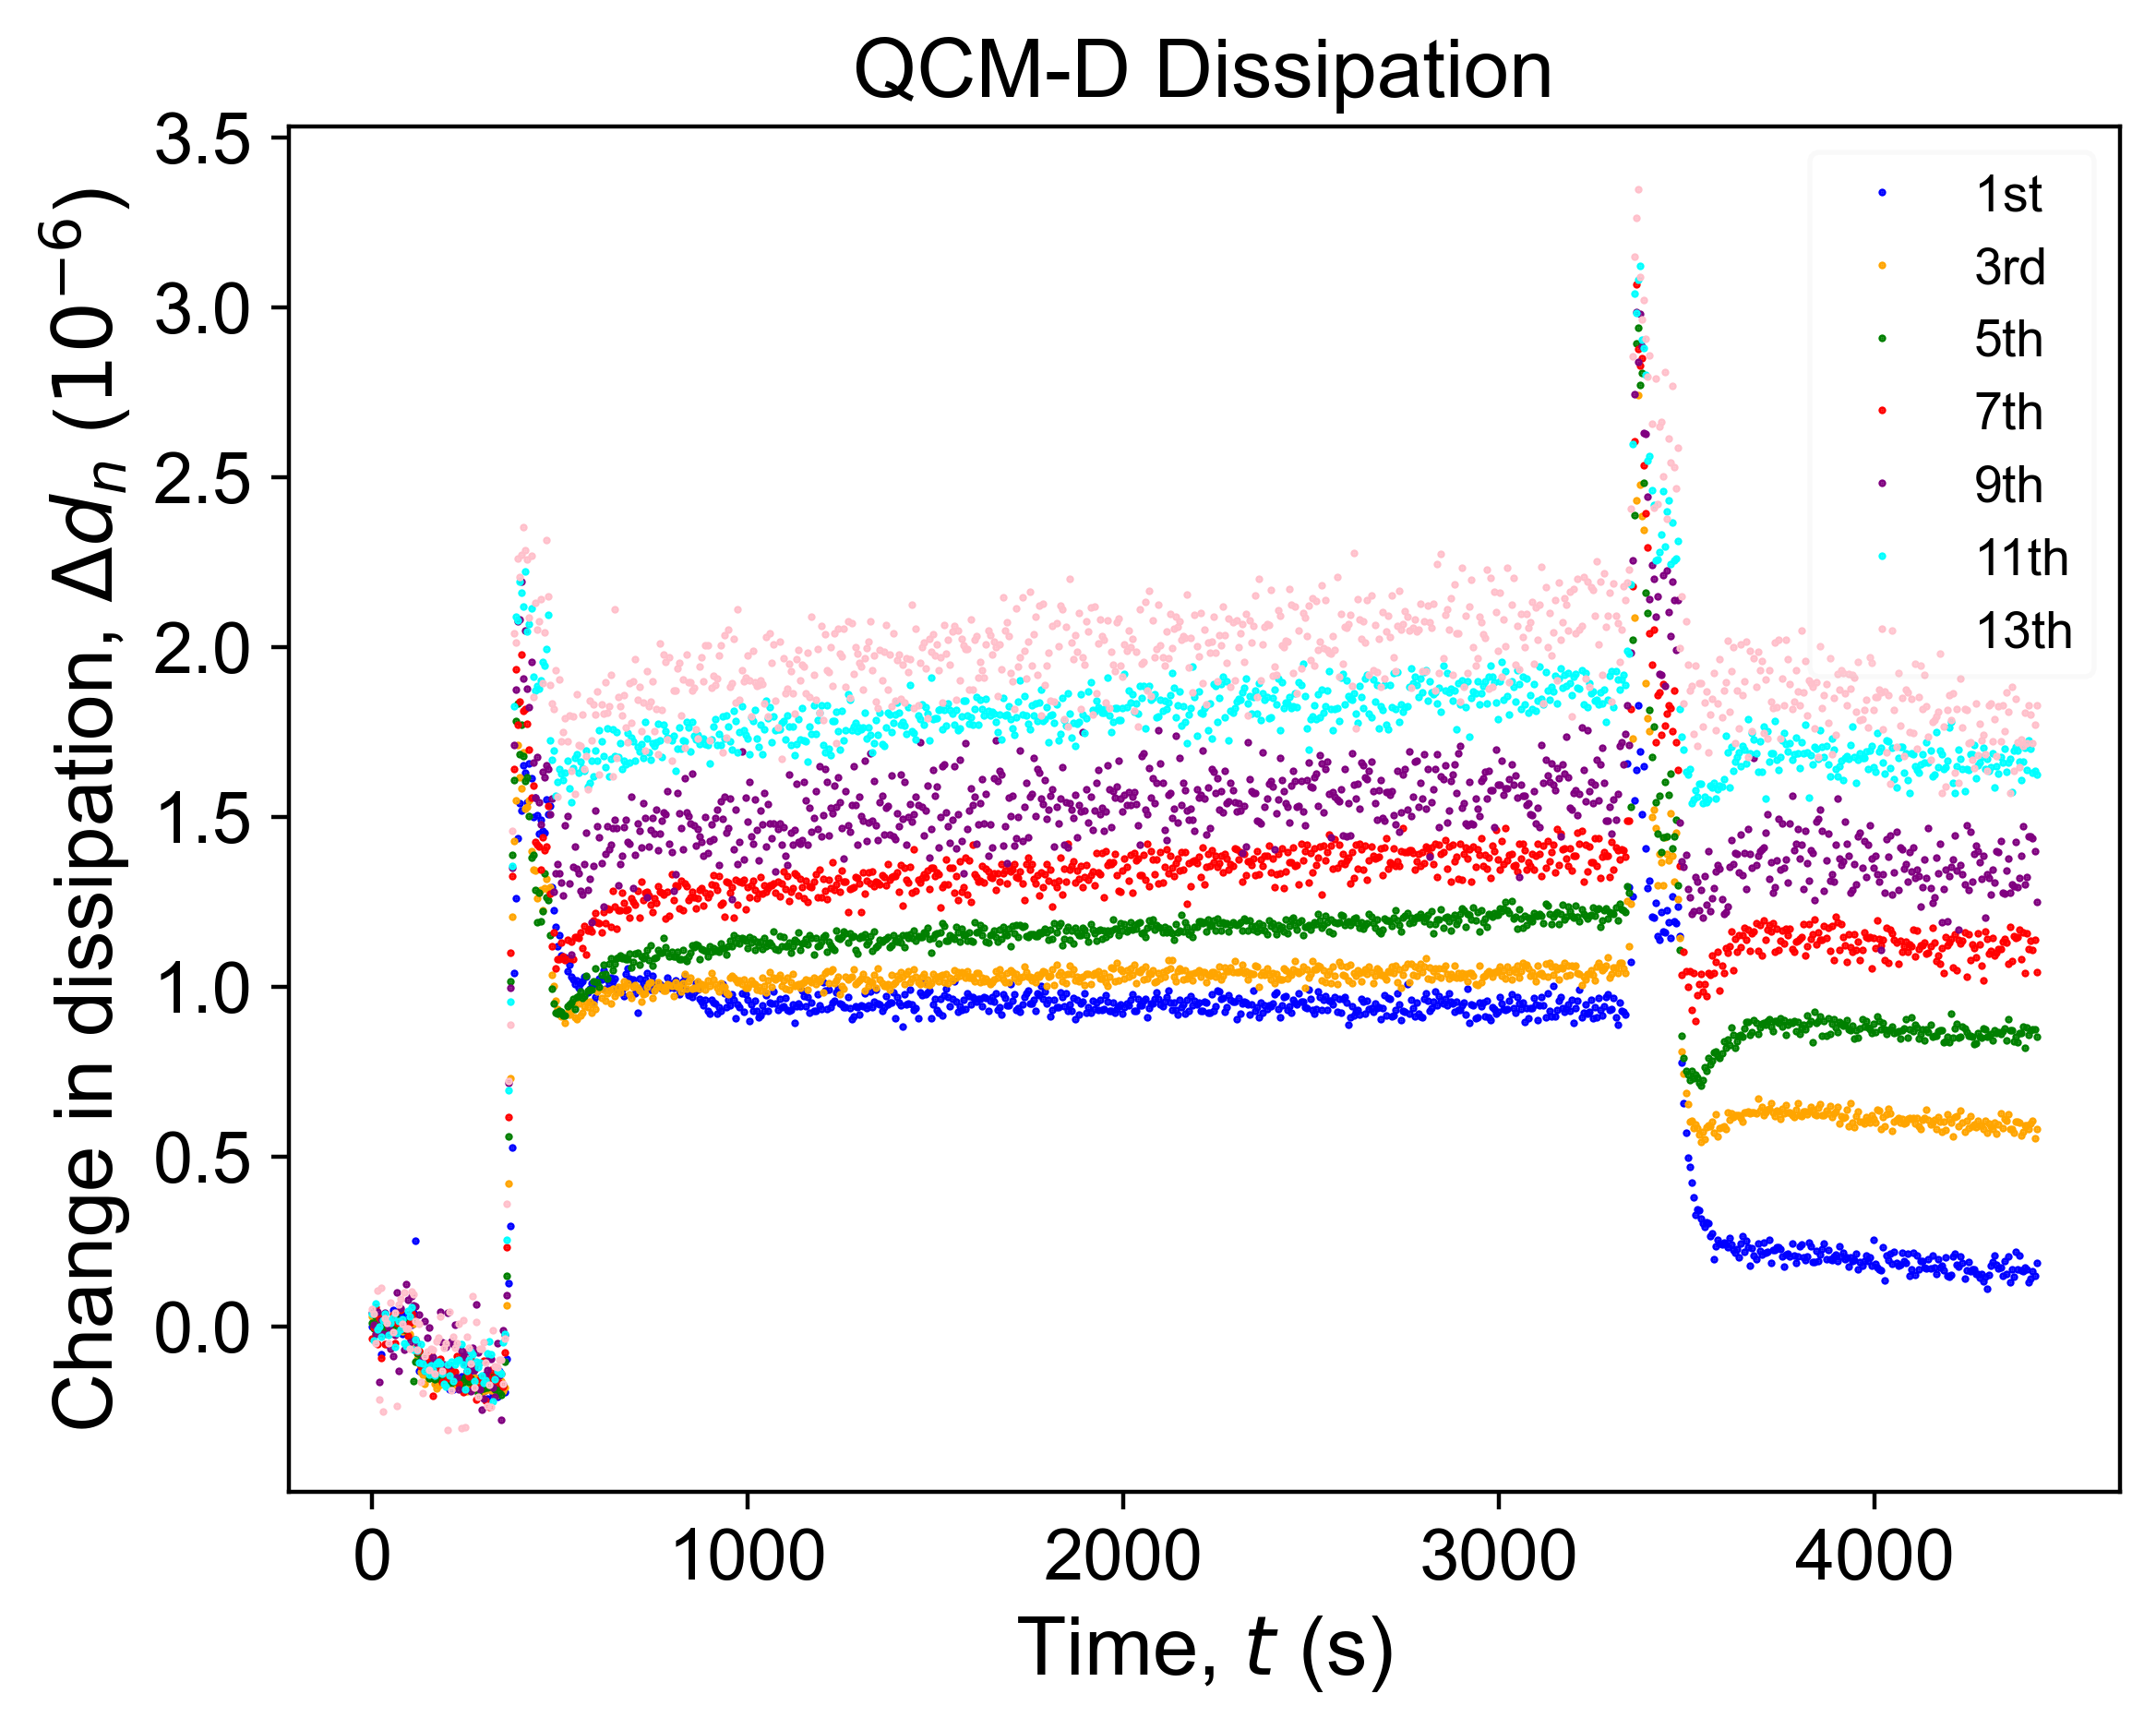 QCM-D Dissipation
Change in dissipation, Δdₙ (10⁻⁶)
3.5
3.0
2.5
2.0
1.5
1.0
0.5
0.0
1st
3rd
5th
7th
9th
11th
13th
0 1000 2000 3000 4000
Time, t (s)